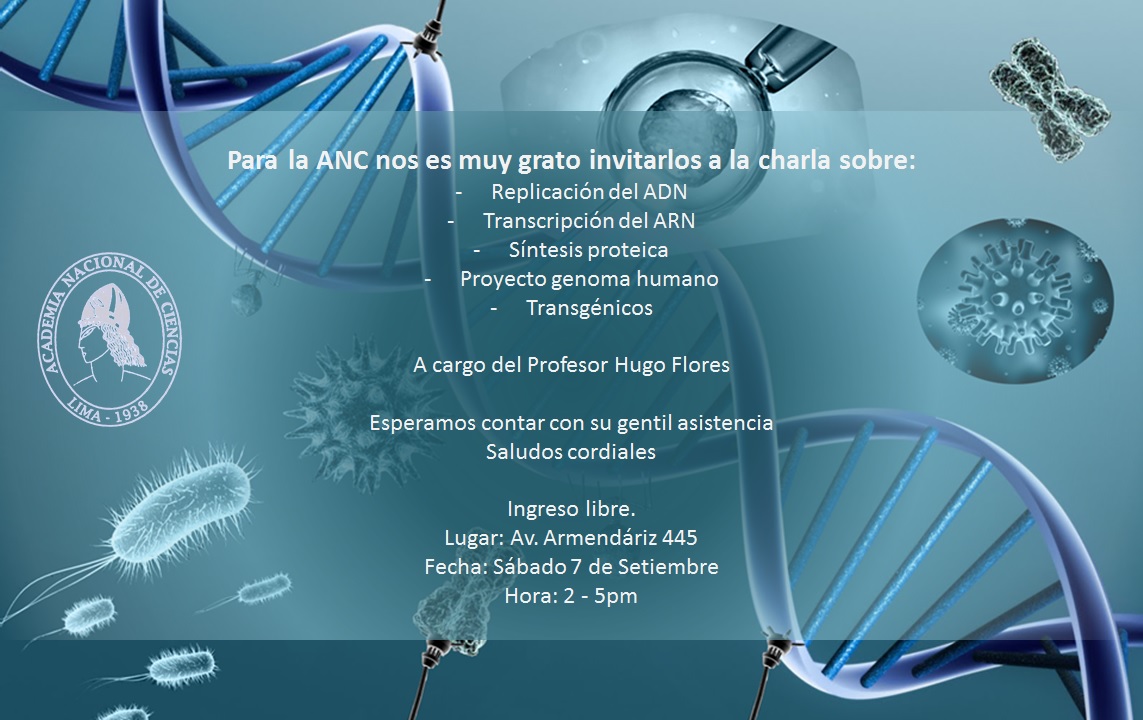 Para la ANC nos es muy grato invitarlos a la charla sobre:
- Replicación del ADN
- Transcripción del ARN
- Síntesis proteica
- Proyecto genoma humano
- Transgénicos
A cargo del Profesor Hugo Flores
Esperamos contar con su gentil asistencia
Saludos cordiales
Ingreso libre.
Lugar: Av. Armendáriz 445
Fecha: Sábado 7 de Setiembre
Hora: 2 - 5pm
ACADEMIA NACIONAL DE CIENCIAS
LIMA - 1938